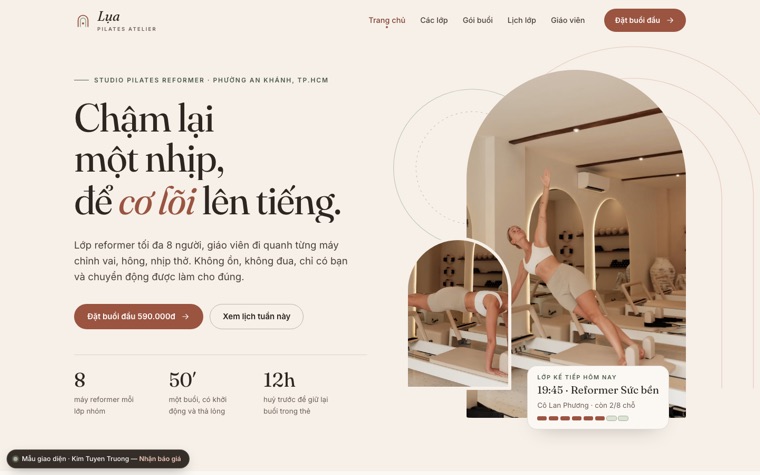 Lụa
PILATES ATELIER
Trang chủ
Các lớp
Gói buổi
Lịch lớp
Giáo viên
Đặt buổi đầu →
STUDIO PILATES REFORMER · PHƯỜNG AN KHÁNH, TP.HCM
Chậm lại
một nhịp,
để cơ lõi lên tiếng.
Lớp reformer tối đa 8 người, giáo viên đi quanh từng máy
chỉnh vai, hông, nhịp thở. Không ồn, không đua, chỉ có bạn
và chuyển động được làm cho đúng.
Đặt buổi đầu 590.000đ →
Xem lịch tuần này
8
máy reformer mỗi
lớp nhóm
50′
một buổi, có khởi
động và thả lỏng
12h
huỷ trước để giữ lại
buổi trong thẻ
LỚP KẾ TIẾP HÔM NAY
19:45 · Reformer Sức bền
Cô Lan Phương · còn 2/8 chỗ
Mẫu giao diện · Kim Tuyen Truong — Nhận báo giá